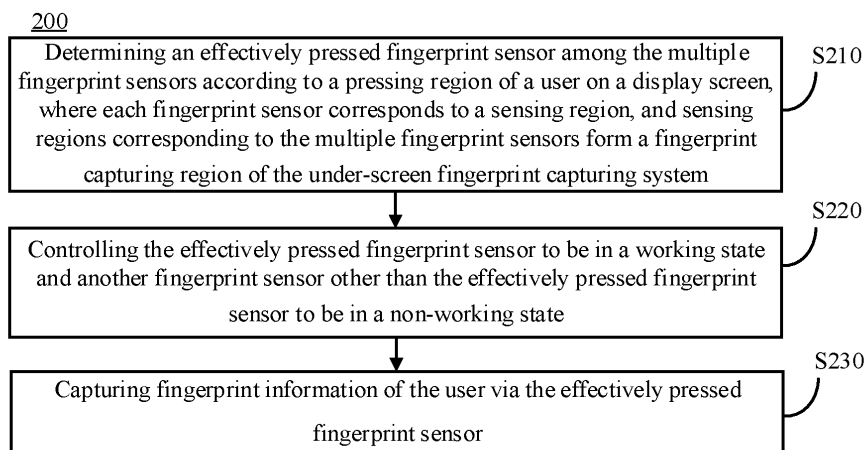 200
Determining an effectively pressed fingerprint sensor among the multiple
fingerprint sensors according to a pressing region of a user on a display screen,
where each fingerprint sensor corresponds to a sensing region, and sensing
regions corresponding to the multiple fingerprint sensors form a fingerprint
capturing region of the under-screen fingerprint capturing system
S210
Controlling the effectively pressed fingerprint sensor to be in a working state
and another fingerprint sensor other than the effectively pressed fingerprint
sensor to be in a non-working state
S220
Capturing fingerprint information of the user via the effectively pressed
fingerprint sensor
S230